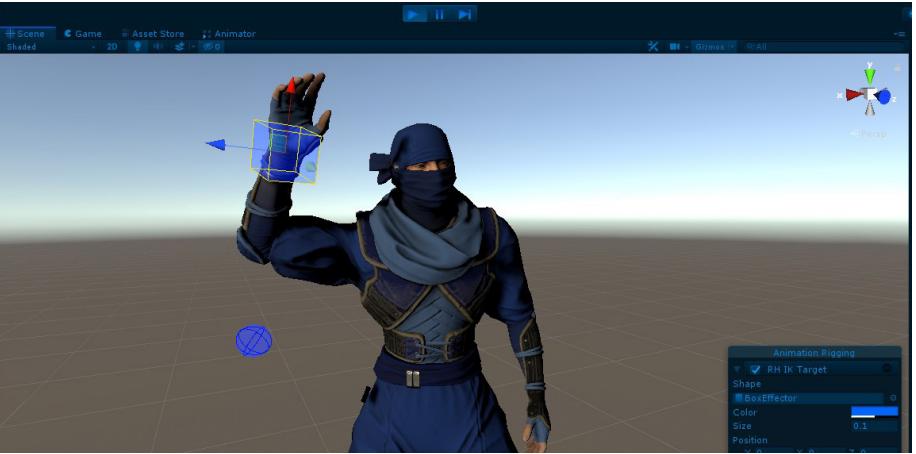 Scene Game Asset Store Animator
Shaded 2D 0 Gizmos All
y
x z
Persp
Animation Rigging
RH IK Target
Shape
BoxEffector
Color
Size 0.1
Position
X 0 Y 0 Z 0